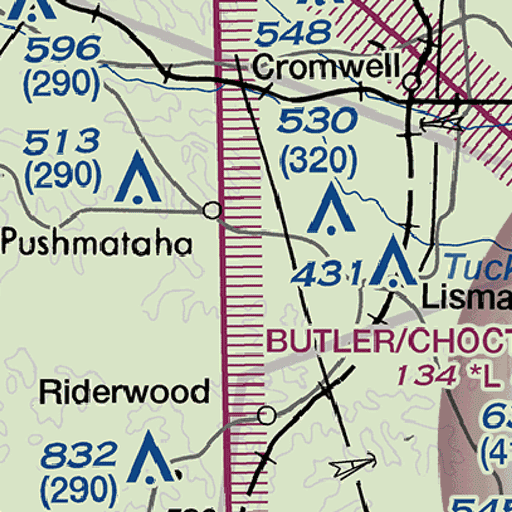 596
(290)
548
Cromwell
530
(320)
513
(290)
Pushmataha
431
Tuck
Lisma
BUTLER/CHOCT
134 *L
Riderwood
832
(290)